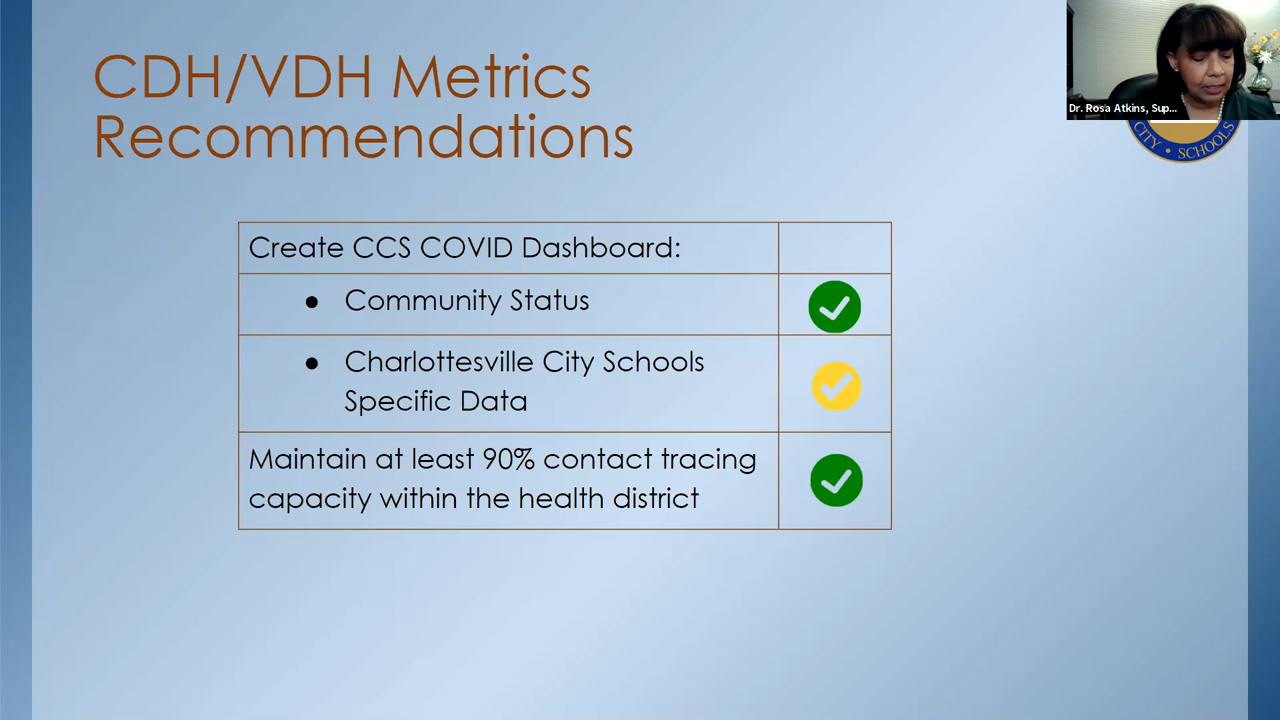 CDH/VDH Metrics
Recommendations
Dr. Rosa Atkins, Sup...
CITY • SCHOOLS
Create CCS COVID Dashboard:
● Community Status
● Charlottesville City Schools
Specific Data
Maintain at least 90% contact tracing
capacity within the health district